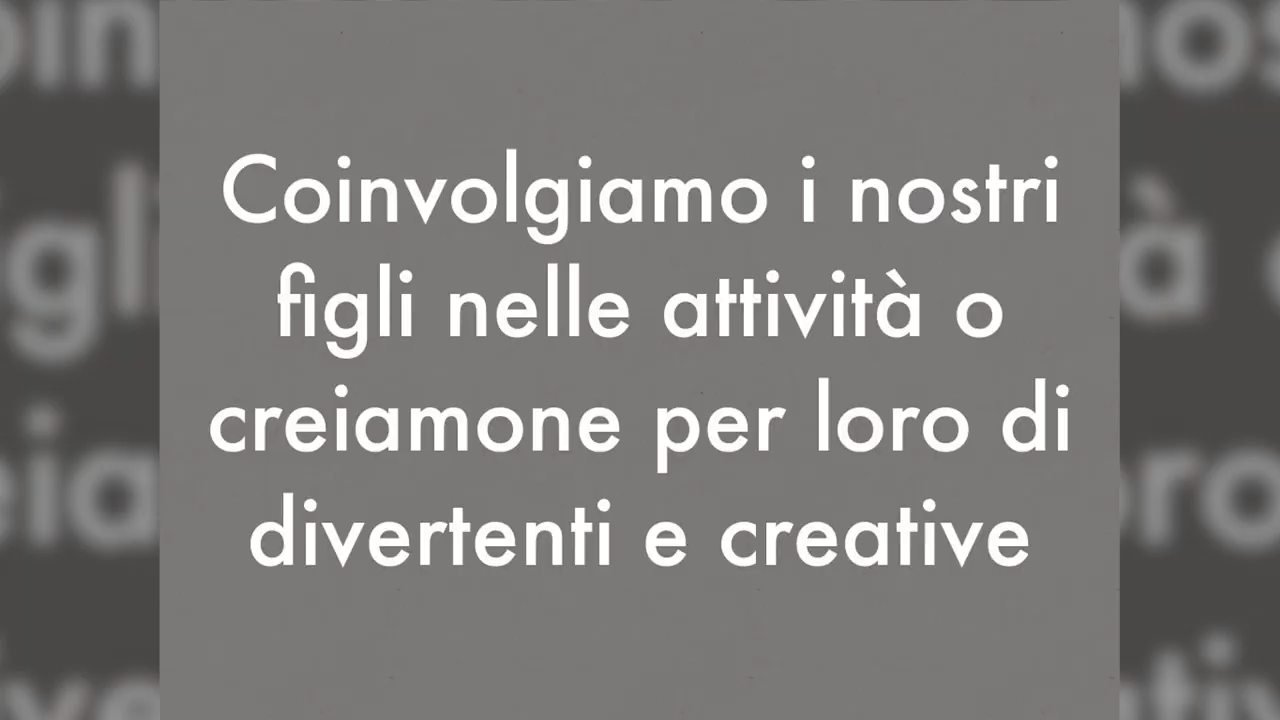 Coinvolgiamo i nostri
figli nelle attività o
creiamone per loro di
divertenti e creative